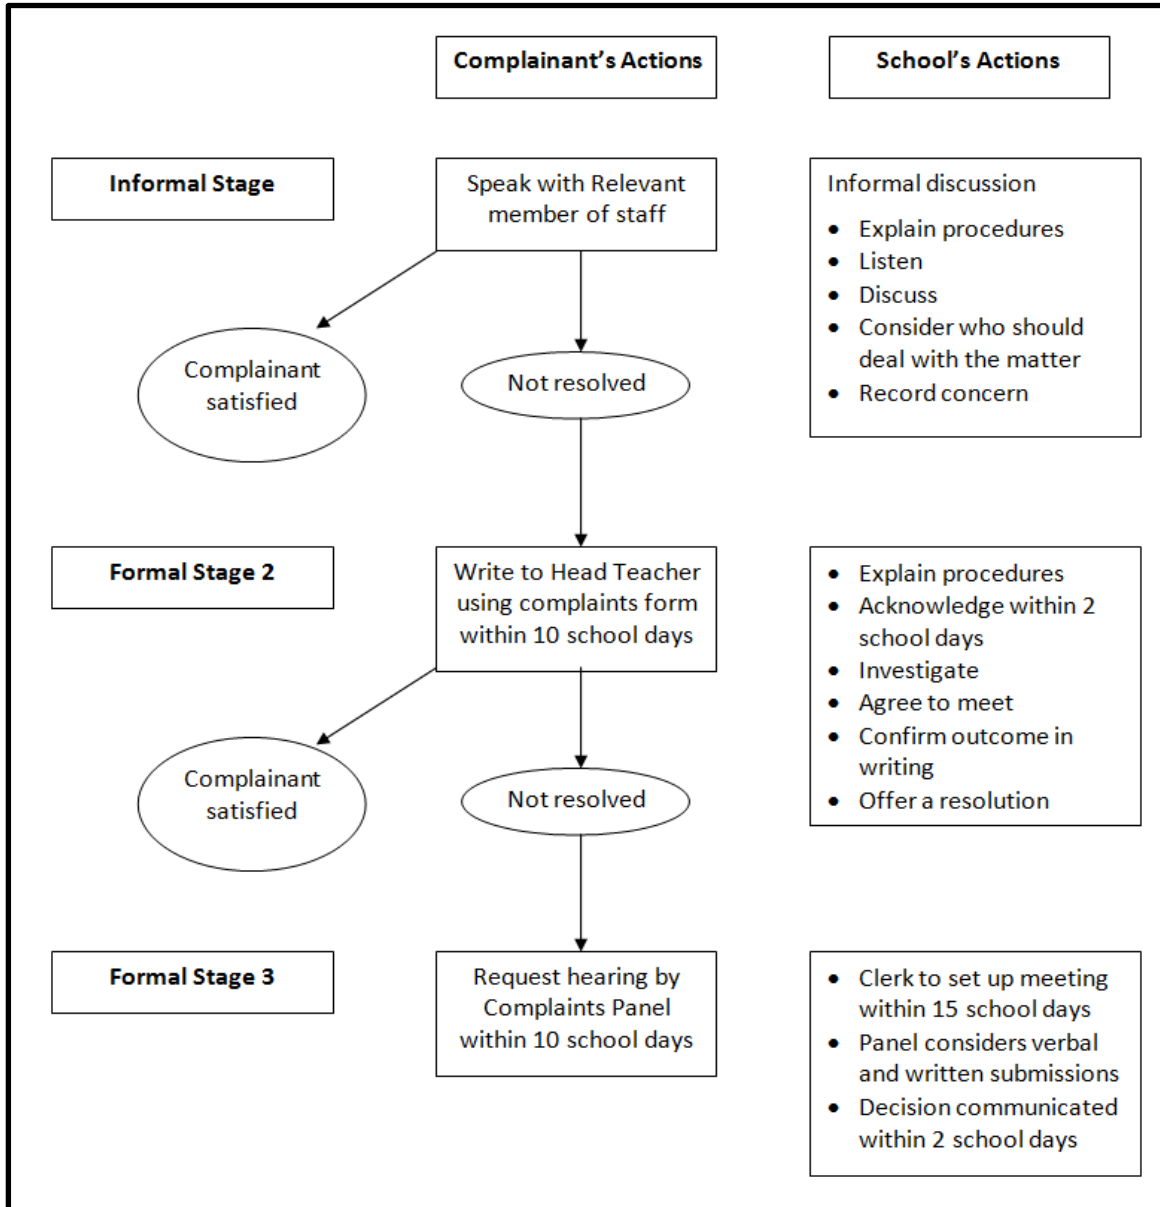 Complainant's Actions
School's Actions
Informal Stage
Speak with Relevant
member of staff
Informal discussion
• Explain procedures
• Listen
• Discuss
• Consider who should
deal with the matter
• Record concern
Complainant
satisfied
Not resolved
Formal Stage 2
Write to Head Teacher
using complaints form
within 10 school days
• Explain procedures
• Acknowledge within 2
school days
• Investigate
• Agree to meet
• Confirm outcome in
writing
• Offer a resolution
Complainant
satisfied
Not resolved
Formal Stage 3
Request hearing by
Complaints Panel
within 10 school days
• Clerk to set up meeting
within 15 school days
• Panel considers verbal
and written submissions
• Decision communicated
within 2 school days